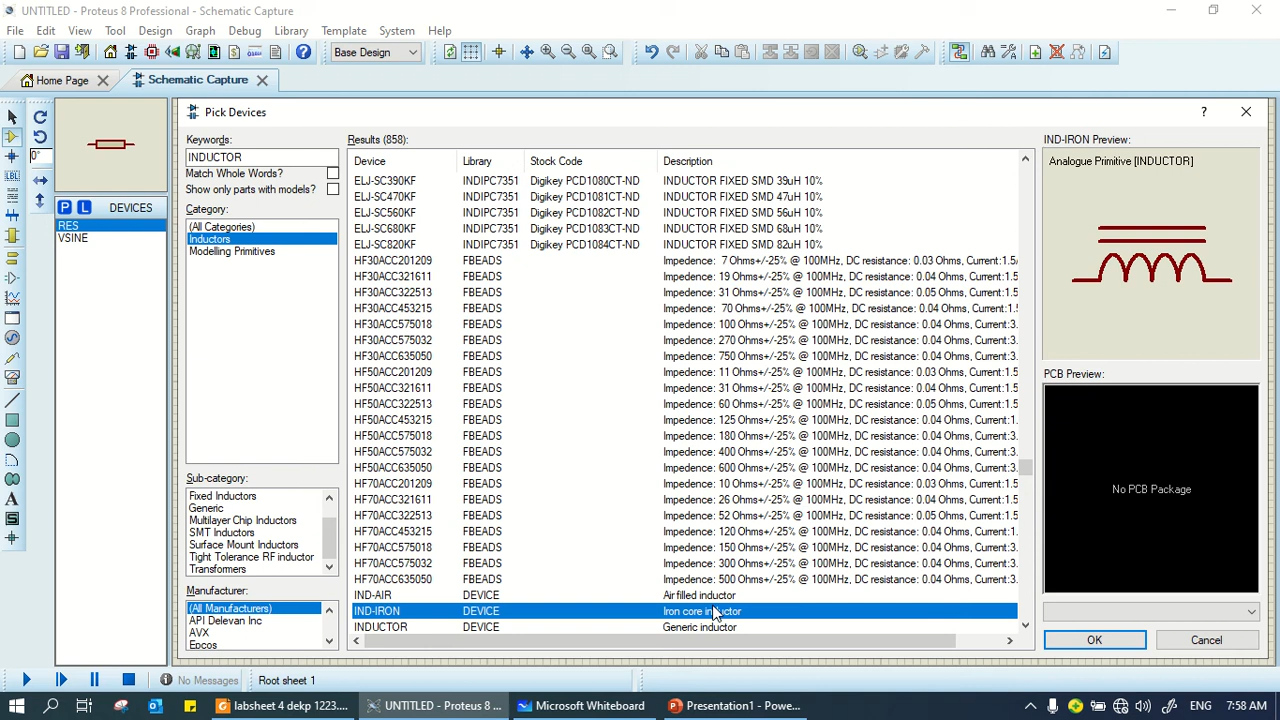 UNTITLED - Proteus 8 Professional - Schematic Capture
File Edit View Tool Design Graph Debug Library Template System Help
Base Design
Home Page
Schematic Capture
Pick Devices
Keywords:
INDUCTOR
Match Whole Words?
Show only parts with models?
Category:
(All Categories)
Inductors
Modelling Primitives
Sub-category:
Fixed Inductors
Generic
Multilayer Chip Inductors
SMT Inductors
Surface Mount Inductors
Tight Tolerance RF inductor
Transformers
Manufacturer:
(All Manufacturers)
API Delevan Inc
AVX
Epcos
0°
P L DEVICES
RES
VSINE
LBL
Results (858):
Device Library Stock Code Description
ELJ-SC390KF INDIPC7351 Digikey PCD1080CT-ND INDUCTOR FIXED SMD 39uH 10%
ELJ-SC470KF INDIPC7351 Digikey PCD1081CT-ND INDUCTOR FIXED SMD 47uH 10%
ELJ-SC560KF INDIPC7351 Digikey PCD1082CT-ND INDUCTOR FIXED SMD 56uH 10%
ELJ-SC680KF INDIPC7351 Digikey PCD1083CT-ND INDUCTOR FIXED SMD 68uH 10%
ELJ-SC820KF INDIPC7351 Digikey PCD1084CT-ND INDUCTOR FIXED SMD 82uH 10%
HF30ACC201209 FBEADS Impedence: 7 Ohms+/-25% @ 100MHz, DC resistance: 0.03 Ohms, Current:1.5/
HF30ACC321611 FBEADS Impedence: 19 Ohms+/-25% @ 100MHz, DC resistance: 0.04 Ohms, Current:1.5
HF30ACC322513 FBEADS Impedence: 31 Ohms+/-25% @ 100MHz, DC resistance: 0.04 Ohms, Current:1.5
HF30ACC453215 FBEADS Impedence: 70 Ohms+/-25% @ 100MHz, DC resistance: 0.04 Ohms, Current:1.5
HF30ACC575018 FBEADS Impedence: 100 Ohms+/-25% @ 100MHz, DC resistance: 0.04 Ohms, Current:3.
HF30ACC575032 FBEADS Impedence: 270 Ohms+/-25% @ 100MHz, DC resistance: 0.04 Ohms, Current:3.
HF30ACC635050 FBEADS Impedence: 750 Ohms+/-25% @ 100MHz, DC resistance: 0.04 Ohms, Current:3.
HF50ACC201209 FBEADS Impedence: 11 Ohms+/-25% @ 100MHz, DC resistance: 0.03 Ohms, Current:1.5
HF50ACC321611 FBEADS Impedence: 31 Ohms+/-25% @ 100MHz, DC resistance: 0.04 Ohms, Current:1.5
HF50ACC322513 FBEADS Impedence: 60 Ohms+/-25% @ 100MHz, DC resistance: 0.05 Ohms, Current:1.5
HF50ACC453215 FBEADS Impedence: 125 Ohms+/-25% @ 100MHz, DC resistance: 0.04 Ohms, Current:1.
HF50ACC575018 FBEADS Impedence: 180 Ohms+/-25% @ 100MHz, DC resistance: 0.04 Ohms, Current:3.
HF50ACC575032 FBEADS Impedence: 400 Ohms+/-25% @ 100MHz, DC resistance: 0.04 Ohms, Current:3.
HF50ACC635050 FBEADS Impedence: 600 Ohms+/-25% @ 100MHz, DC resistance: 0.04 Ohms, Current:3.
HF70ACC201209 FBEADS Impedence: 10 Ohms+/-25% @ 100MHz, DC resistance: 0.03 Ohms, Current:1.5
HF70ACC321611 FBEADS Impedence: 26 Ohms+/-25% @ 100MHz, DC resistance: 0.04 Ohms, Current:1.5
HF70ACC322513 FBEADS Impedence: 52 Ohms+/-25% @ 100MHz, DC resistance: 0.05 Ohms, Current:1.5
HF70ACC453215 FBEADS Impedence: 120 Ohms+/-25% @ 100MHz, DC resistance: 0.04 Ohms, Current:1.
HF70ACC575018 FBEADS Impedence: 150 Ohms+/-25% @ 100MHz, DC resistance: 0.04 Ohms, Current:3.
HF70ACC575032 FBEADS Impedence: 300 Ohms+/-25% @ 100MHz, DC resistance: 0.04 Ohms, Current:3.
HF70ACC635050 FBEADS Impedence: 500 Ohms+/-25% @ 100MHz, DC resistance: 0.04 Ohms, Current:3.
IND-AIR DEVICE Air filled inductor
IND-IRON DEVICE Iron core inductor
INDUCTOR DEVICE Generic inductor
IND-IRON Preview:
Analogue Primitive [INDUCTOR]
PCB Preview:
No PCB Package
OK Cancel
No Messages Root sheet 1
labsheet 4 dekp 1223.... UNTITLED - Proteus 8 ... Microsoft Whiteboard Presentation1 - Powe... ENG 7:58 AM